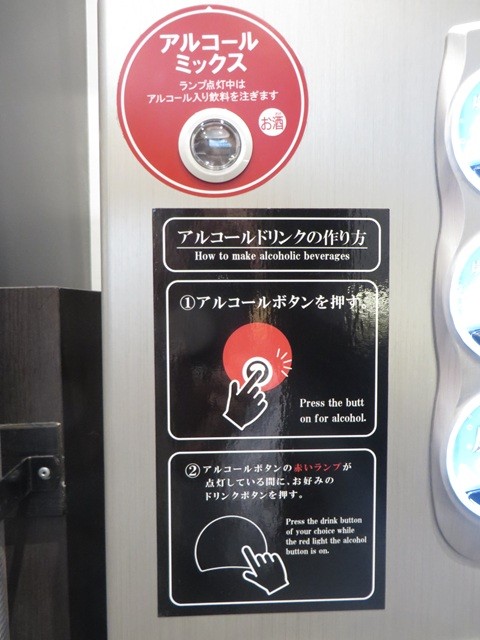 アルコール
ミックス
ランプ点灯中は
アルコール入り飲料を注ぎます
お酒
アルコールドリンクの作り方
How to make alcoholic beverages
①アルコールボタンを押す。
Press the butt
on for alcohol.
②アルコールボタンの赤いランプが
点灯している間に、お好みの
ドリンクボタンを押す。
Press the drink button
of your choice while
the red light the alcohol
button is on.